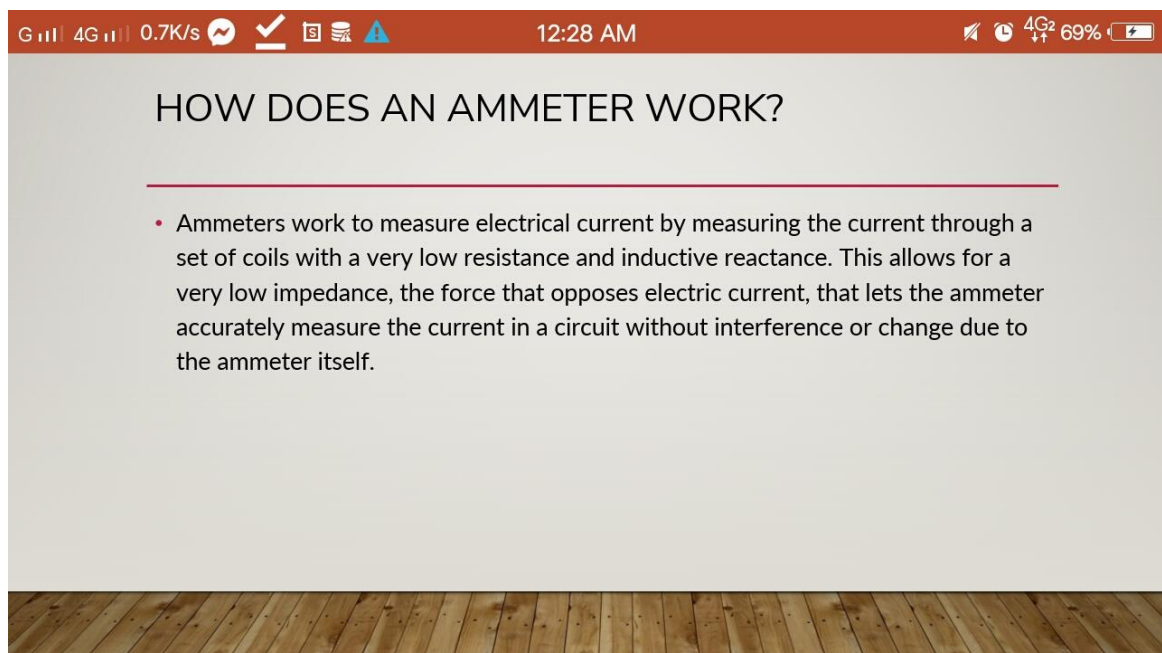 G 4G 0.7K/s 12:28 AM 4G2 69%
HOW DOES AN AMMETER WORK?
• Ammeters work to measure electrical current by measuring the current through a
set of coils with a very low resistance and inductive reactance. This allows for a
very low impedance, the force that opposes electric current, that lets the ammeter
accurately measure the current in a circuit without interference or change due to
the ammeter itself.